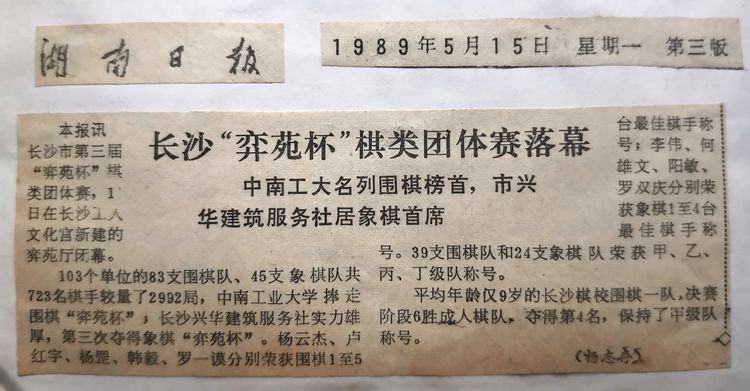 湖南日报
1989年5月15日 星期一 第三版
长沙“弈苑杯”棋类团体赛落幕
中南工大名列围棋榜首，市兴
华建筑服务社居象棋首席
本报讯
长沙市第三届
“弈苑杯”棋
类团体赛，1
日在长沙工人
文化宫新建的
弈苑厅闭幕。
103个单位的83支围棋队、45支象棋队共
723名棋手较量了2992局，中南工业大学捧走
围棋“弈苑杯”；长沙兴华建筑服务社实力雄
厚，第三次夺得象棋“弈苑杯”。杨云杰、卢
红宇、杨罡、韩毅、罗一谟分别荣获围棋1至5
台最佳棋手称
号；李伟、何
雄文、阳敏、
罗双庆分别荣
获象棋1至4台
最佳棋手称
号。39支围棋队和24支象棋队荣获甲、乙、
丙、丁级队称号。
平均年龄仅9岁的长沙棋校围棋一队，决赛
阶段6胜成人棋队，夺得第4名，保持了甲级队
称号。